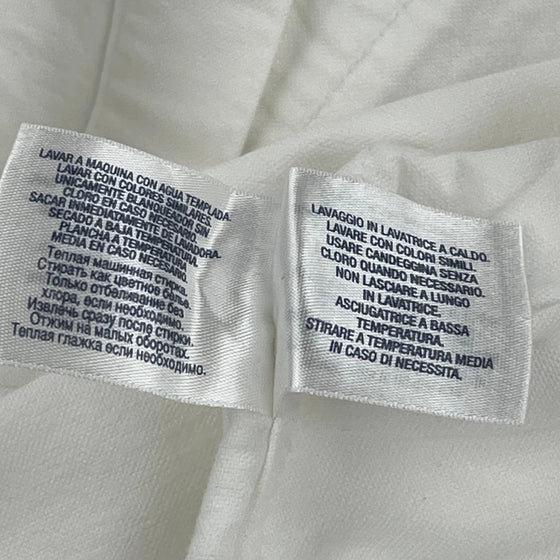 LAVAR A MAQUINA CON AGUA TEMPLADA.
LAVAR CON COLORES SIMILARES.
UNICAMENTE BLANQUEADOR SIN
CLORO EN CASO NECESARIO
SACAR IMMEDIATAMENTE DE LAVADORA.
SECADO A BAJA TEMPERATURA.
PLANCHA A TEMPERATURA
MEDIA EN CASO NECESARIA
Теплая машинная стирка.
Стирать как цветное белье.
Только отбаливание без
хлора, если необходимо.
Извлечь сразу после стирки.
Отжим на малых оборотах.
Теплая глажка если необходимо.
LAVAGGIO IN LAVATRICE A CALDO.
LAVARE CON COLORI SIMILI.
USARE CANDEGGINA SENZA
CLORO QUANDO NECESSARIO.
NON LASCIARE A LUNGO
IN LAVATRICE.
ASCIUGATRICE A BASSA
TEMPERATURA.
STIRARE A TEMPERATURA MEDIA
IN CASO DI NECESSITA.